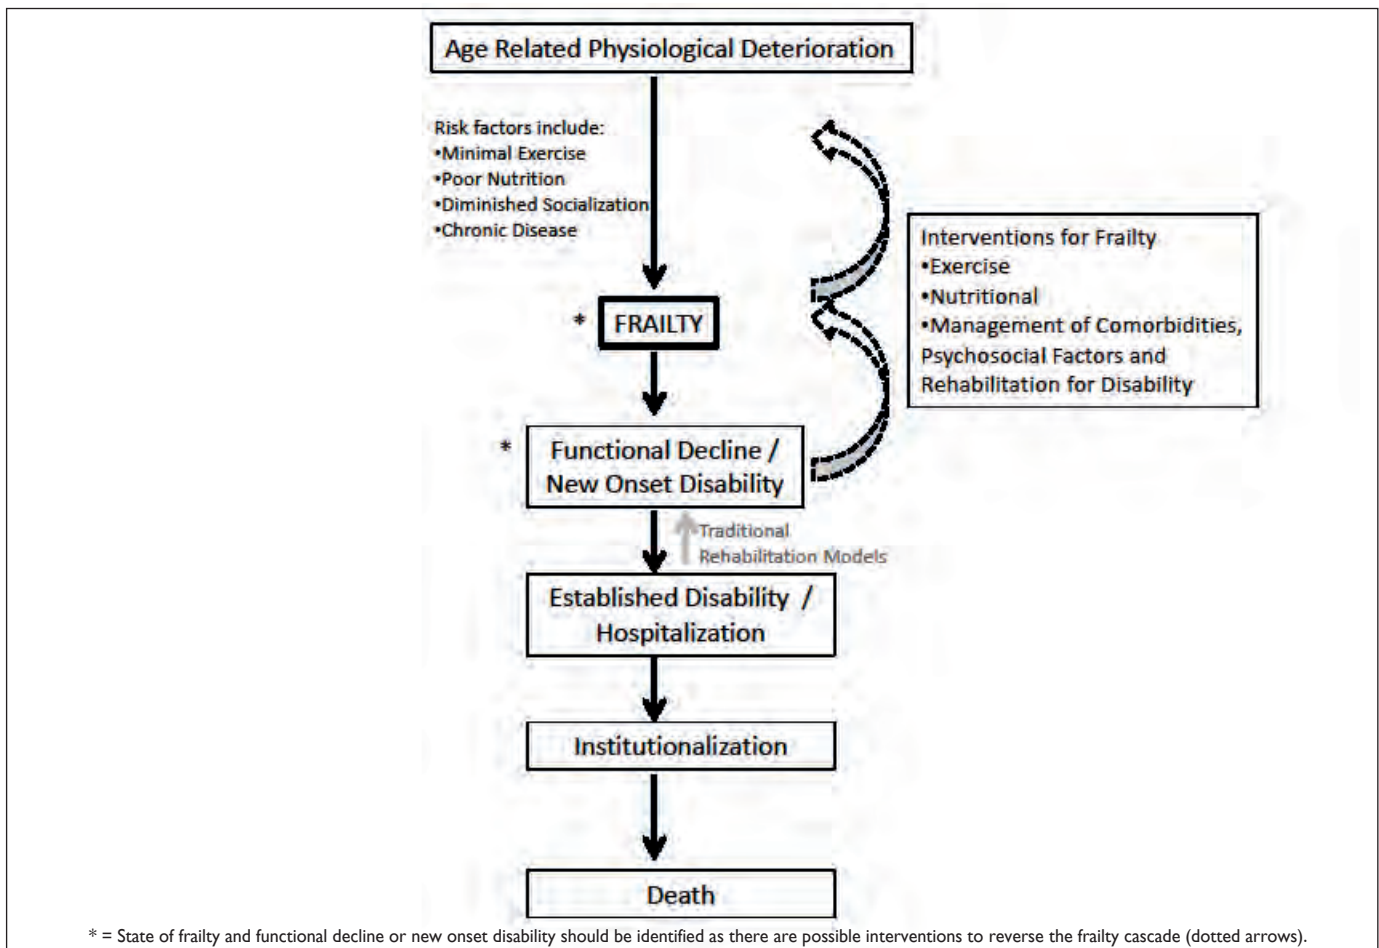 Age Related Physiological Deterioration
Risk factors include:
•Minimal Exercise
•Poor Nutrition
•Diminished Socialization
•Chronic Disease
Interventions for Frailty
•Exercise
•Nutritional
•Management of Comorbidities,
Psychosocial Factors and
Rehabilitation for Disability
* FRAILTY
* Functional Decline /
New Onset Disability
Traditional
Rehabilitation Models
Established Disability /
Hospitalization
Institutionalization
Death
* = State of frailty and functional decline or new onset disability should be identified as there are possible interventions to reverse the frailty cascade (dotted arrows).